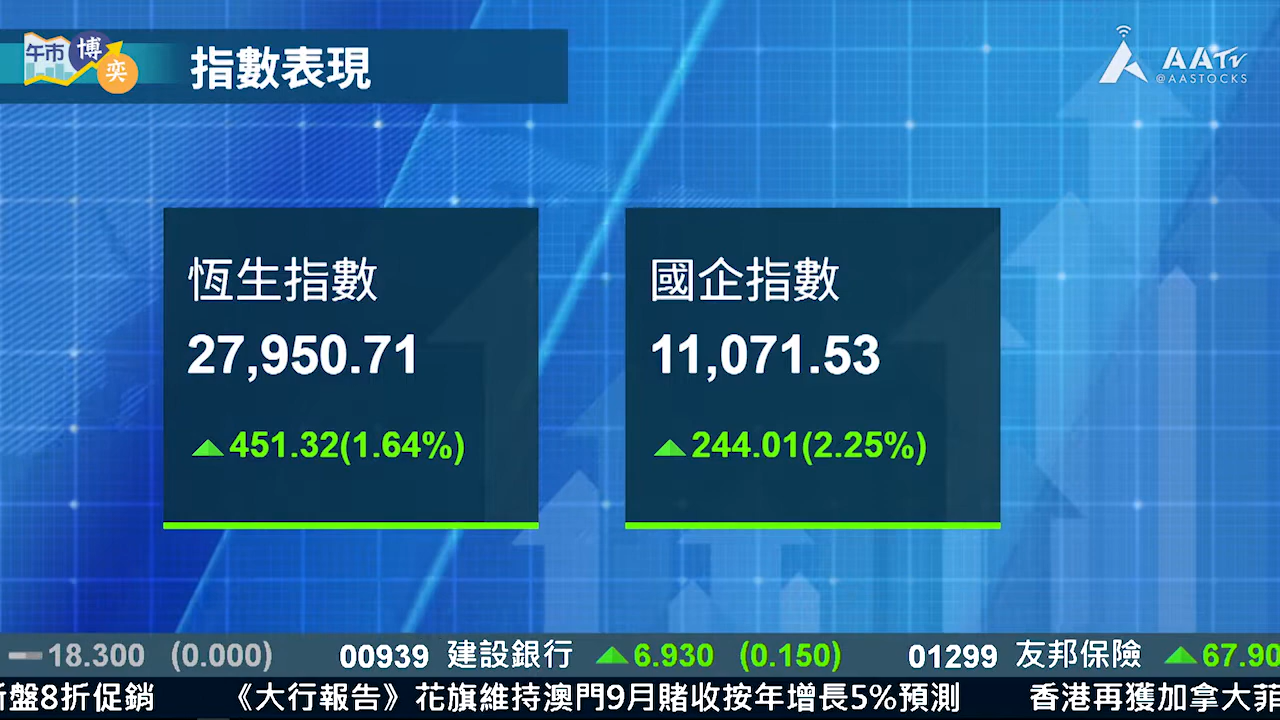 午市 博 奕
指數表現
AATV
@AASTOCKS
恆生指數
27,950.71
451.32(1.64%)
國企指數
11,071.53
244.01(2.25%)
18.300 (0.000) 00939 建設銀行 6.930 (0.150) 01299 友邦保險 67.90
新盤8折促銷 《大行報告》花旗維持澳門9月賭收按年增長5%預測 香港再獲加拿大菲